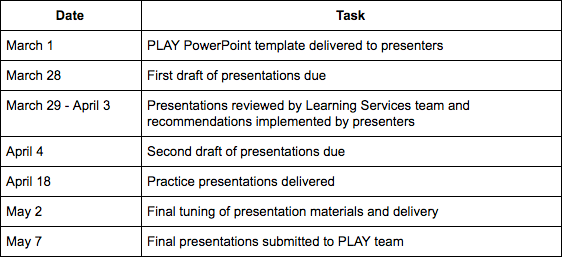 Date Task
March 1 PLAY PowerPoint template delivered to presenters
March 28 First draft of presentations due
March 29 - April 3 Presentations reviewed by Learning Services team and
recommendations implemented by presenters
April 4 Second draft of presentations due
April 18 Practice presentations delivered
May 2 Final tuning of presentation materials and delivery
May 7 Final presentations submitted to PLAY team